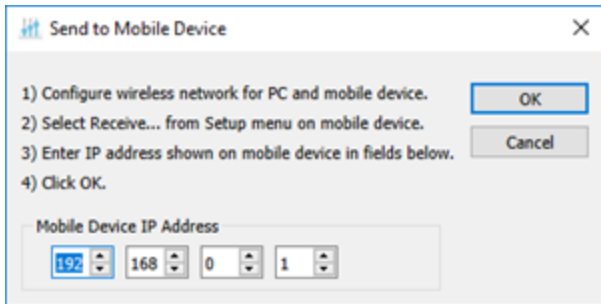 Send to Mobile Device
1) Configure wireless network for PC and mobile device.
2) Select Receive... from Setup menu on mobile device.
3) Enter IP address shown on mobile device in fields below.
4) Click OK.
OK
Cancel
Mobile Device IP Address
192 168 0 1